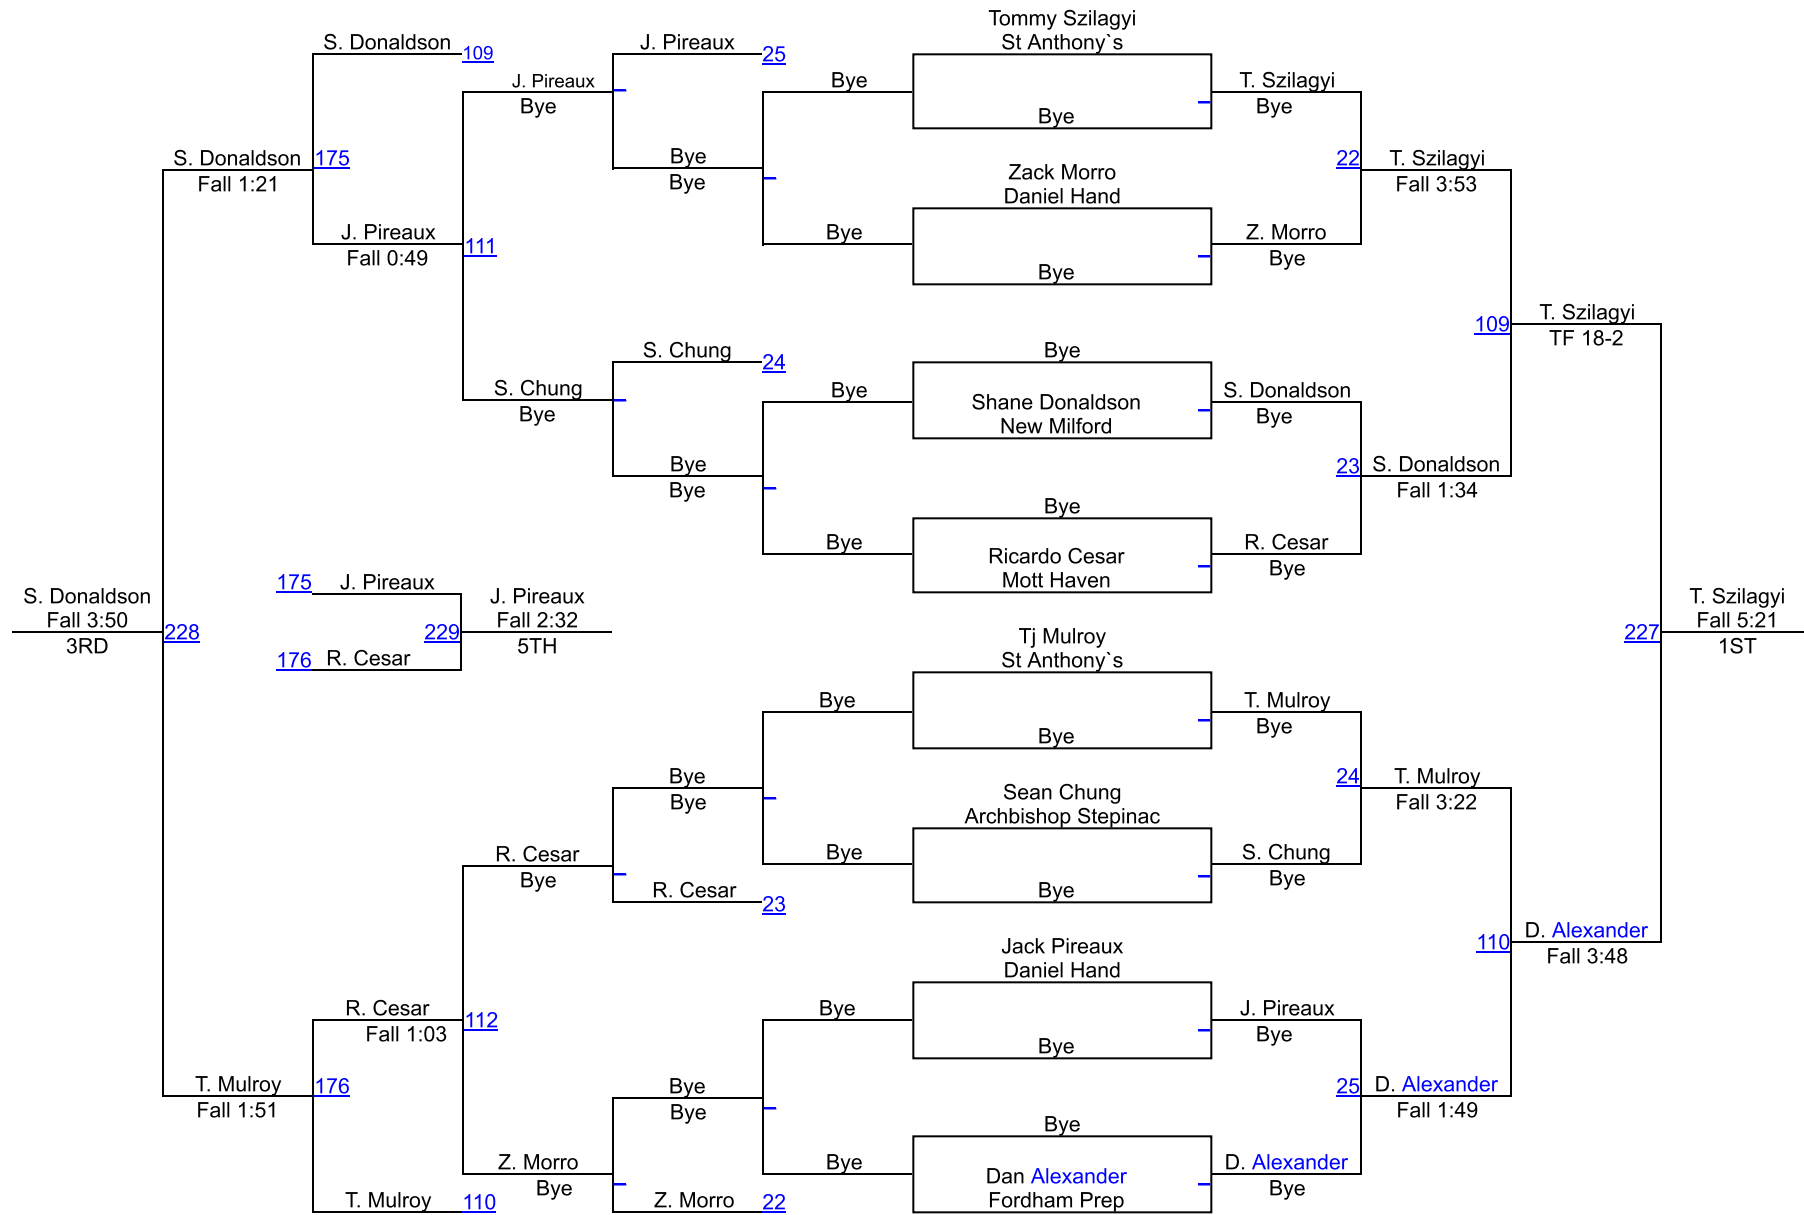 Tommy Szilagyi
St Anthony`s
S. Donaldson
109
J. Pireaux
25
J. Pireaux
Bye
Bye
T. Szilagyi
Bye
Bye
Bye
S. Donaldson
175
Fall 1:21
Bye
Bye
Zack Morro
Daniel Hand
22
T. Szilagyi
Fall 3:53
J. Pireaux
111
Fall 0:49
Bye
Z. Morro
Bye
Bye
109
T. Szilagyi
TF 18-2
S. Chung
24
Bye
S. Chung
Bye
Bye
Shane Donaldson
New Milford
S. Donaldson
Bye
Bye
Bye
23
S. Donaldson
Fall 1:34
Bye
Bye
Ricardo Cesar
Mott Haven
R. Cesar
Bye
S. Donaldson
Fall 3:50
3RD
228
175
J. Pireaux
229
176
R. Cesar
J. Pireaux
Fall 2:32
5TH
227
T. Szilagyi
Fall 5:21
1ST
Tj Mulroy
St Anthony`s
Bye
Bye
T. Mulroy
Bye
Bye
Bye
Sean Chung
Archbishop Stepinac
24
T. Mulroy
Fall 3:22
R. Cesar
Bye
Bye
Bye
S. Chung
Bye
R. Cesar
23
Jack Pireaux
Daniel Hand
110
D. Alexander
Fall 3:48
R. Cesar
Fall 1:03
112
Bye
Bye
J. Pireaux
Bye
T. Mulroy
176
Fall 1:51
Bye
Bye
25
D. Alexander
Fall 1:49
Bye
Z. Morro
Bye
Bye
Dan Alexander
Fordham Prep
D. Alexander
Bye
T. Mulroy
110
Z. Morro
22